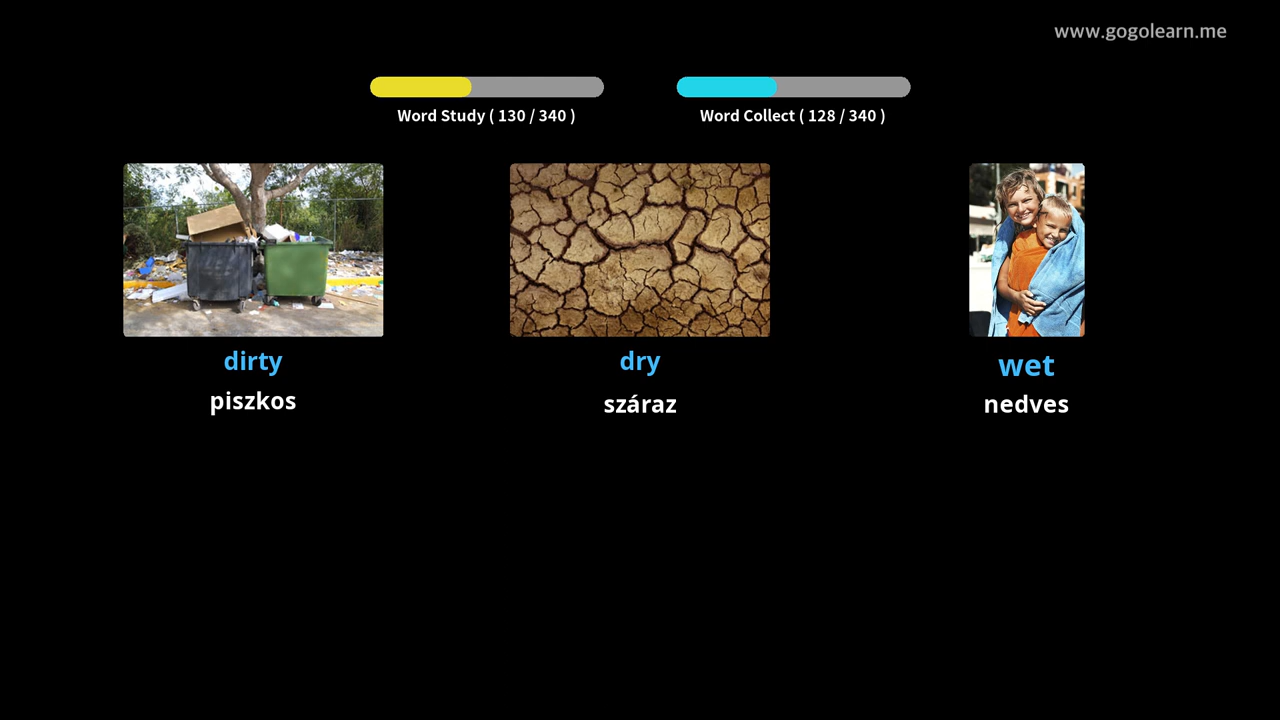 www.gogolearn.me
Word Study ( 130 / 340 )
Word Collect ( 128 / 340 )
dirty
piszkos
dry
száraz
wet
nedves